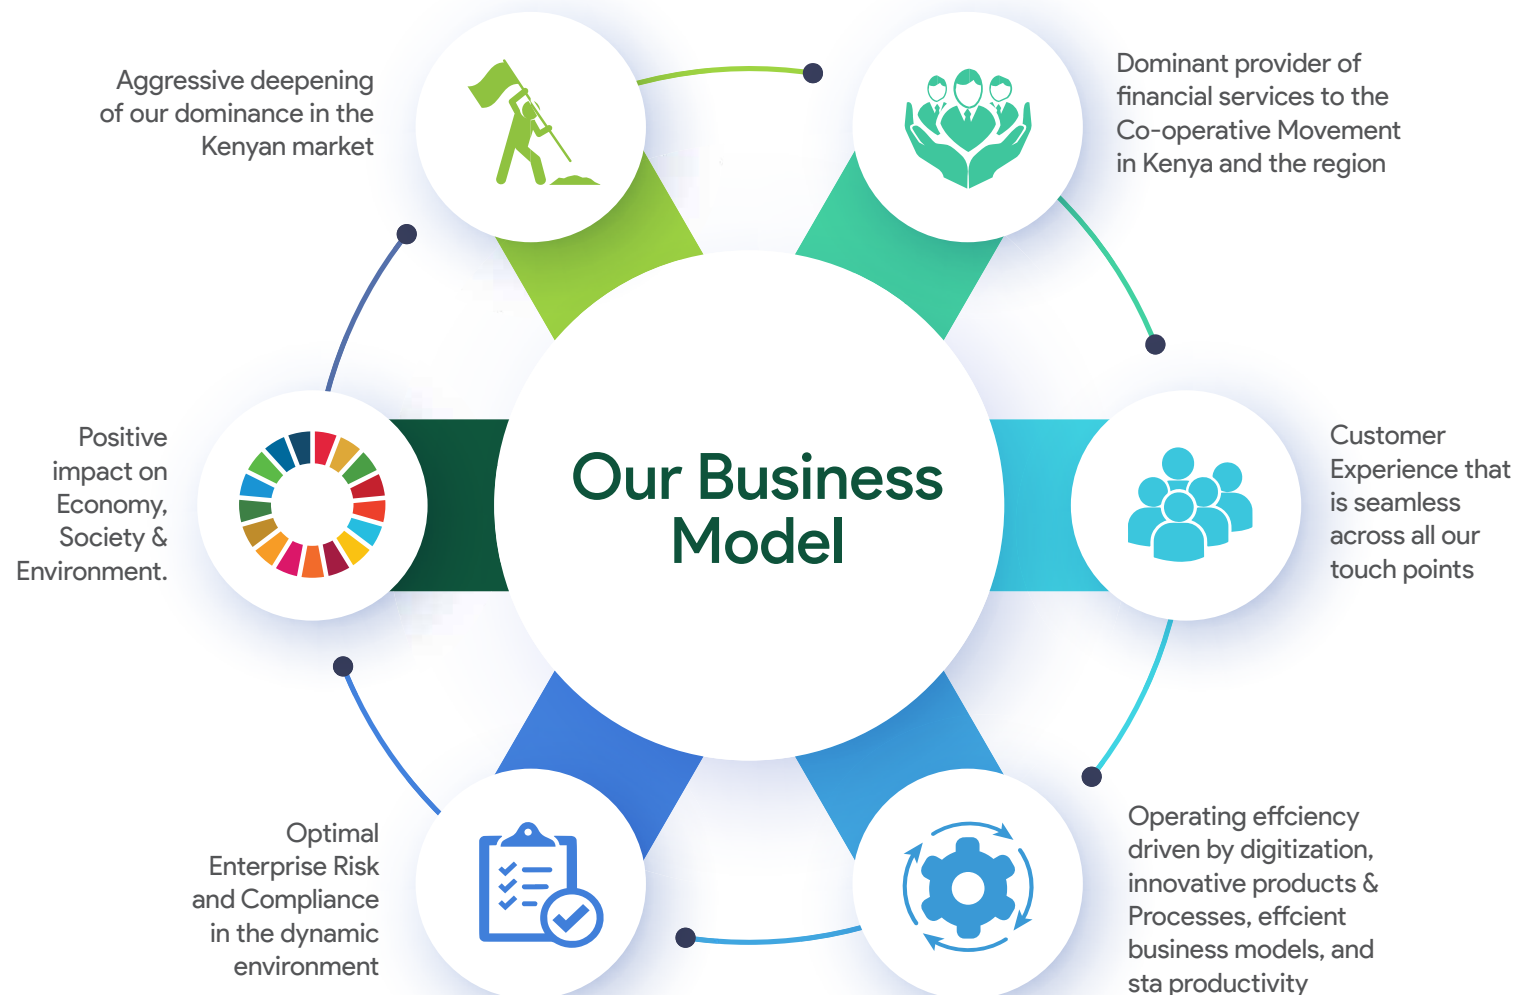 Aggressive deepening
of our dominance in the
Kenyan market
Dominant provider of
financial services to the
Co-operative Movement
in Kenya and the region
Positive
impact on
Economy,
Society &
Environment.
Our Business
Model
Customer
Experience that
is seamless
across all our
touch points
Optimal
Enterprise Risk
and Compliance
in the dynamic
environment
Operating effciency
driven by digitization,
innovative products &
Processes, effcient
business models, and
sta productivity